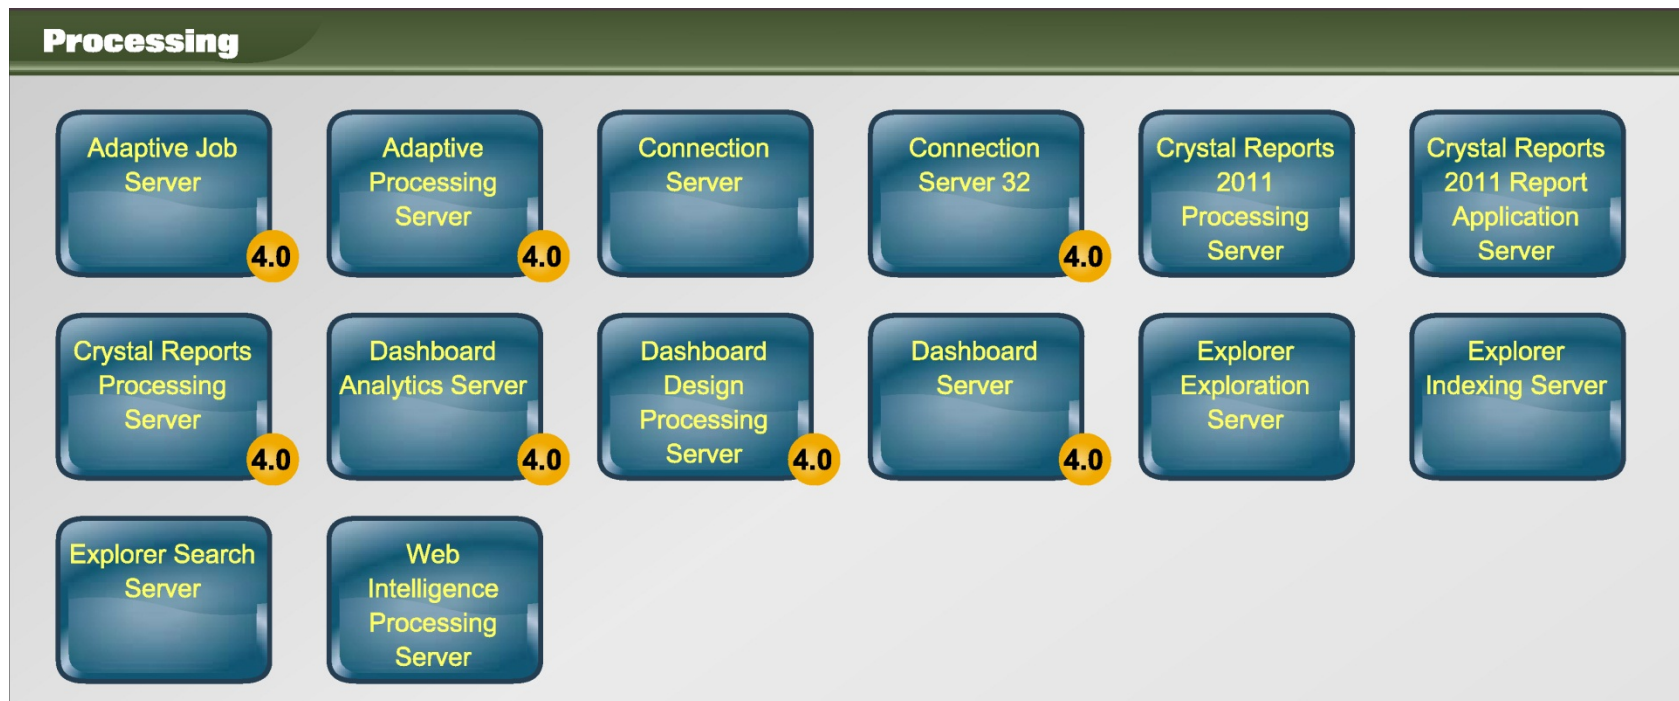 Processing
Adaptive Job
Server
4.0
Adaptive
Processing
Server
4.0
Connection
Server
Connection
Server 32
4.0
Crystal Reports
2011
Processing
Server
Crystal Reports
2011 Report
Application
Server
Crystal Reports
Processing
Server
4.0
Dashboard
Analytics Server
4.0
Dashboard
Design
Processing
Server
4.0
Dashboard
Server
4.0
Explorer
Exploration
Server
Explorer
Indexing Server
Explorer Search
Server
Web
Intelligence
Processing
Server